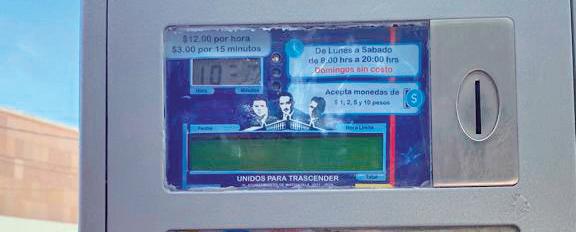 $12.00 por hora
$3.00 por 15 minutos
De Lunes a Sabado
de 8:00 hrs a 20:00 hrs
Domingos sin costo
Hora Minutos
Acepta monedas de
$ 1, 2, 5 y 10 pesos
$
Fecha Hora Limite
UNIDOS PARA TRASCENDER